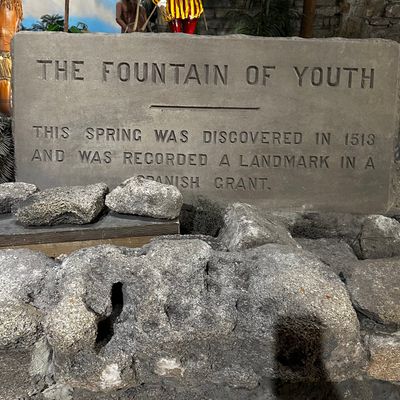 THE FOUNTAIN OF YOUTH
THIS SPRING WAS DISCOVERED IN 1513
AND WAS RECORDED A LANDMARK IN A
SPANISH GRANT.